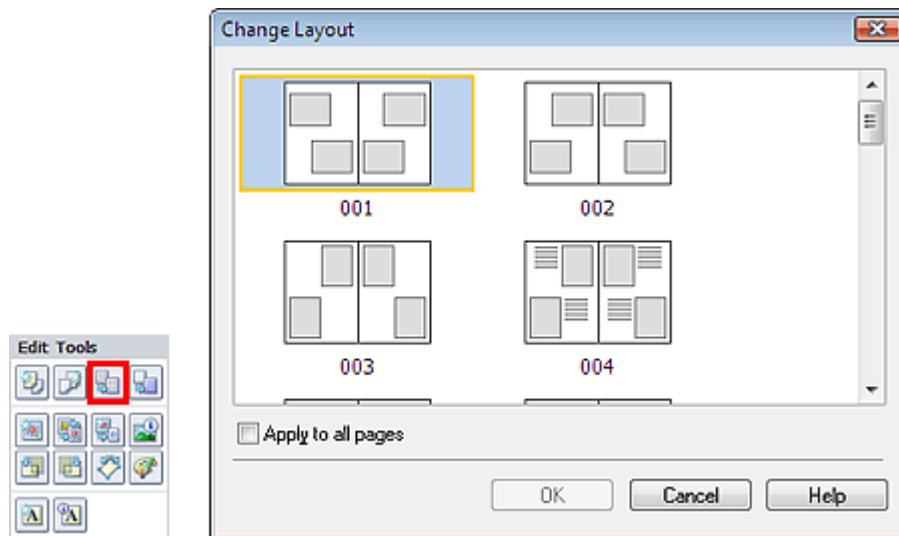 Change Layout
001
002
003
004
Edit Tools
Apply to all pages
OK
Cancel
Help
A
A